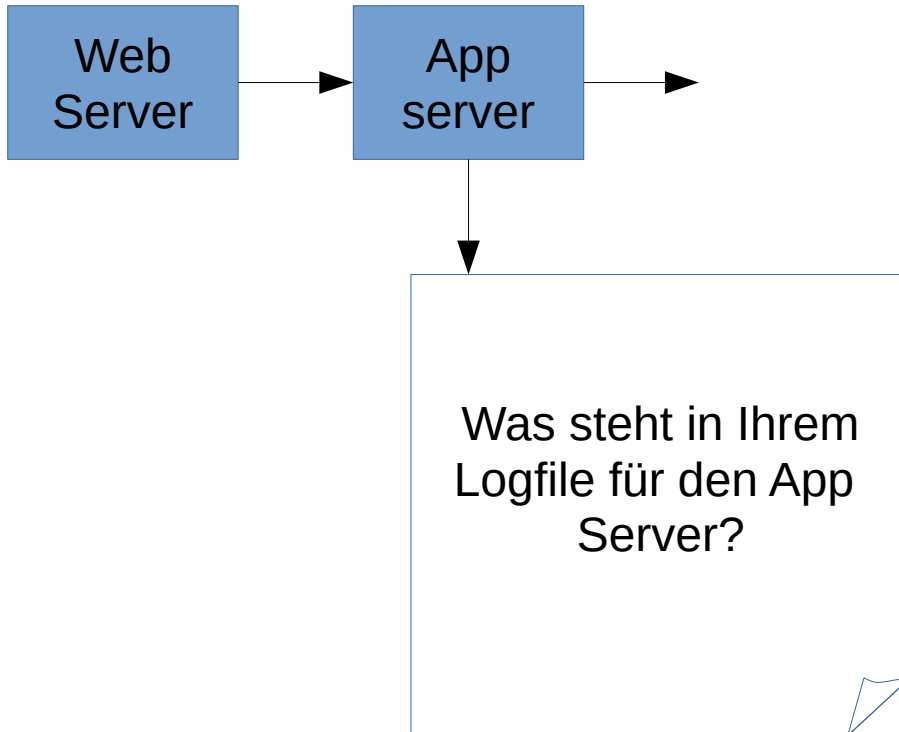 Web
Server
App
server
Was steht in Ihrem
Logfile für den App
Server?